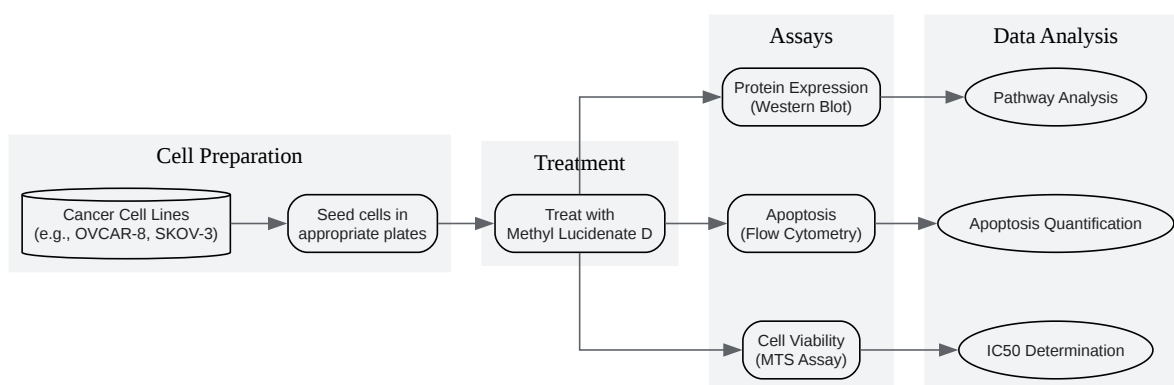 Cell Preparation
Cancer Cell Lines
(e.g., OVCAR-8, SKOV-3)
Seed cells in
appropriate plates
Treatment
Treat with
Methyl Lucidenate D
Assays
Protein Expression
(Western Blot)
Apoptosis
(Flow Cytometry)
Cell Viability
(MTS Assay)
Data Analysis
Pathway Analysis
Apoptosis Quantification
IC50 Determination